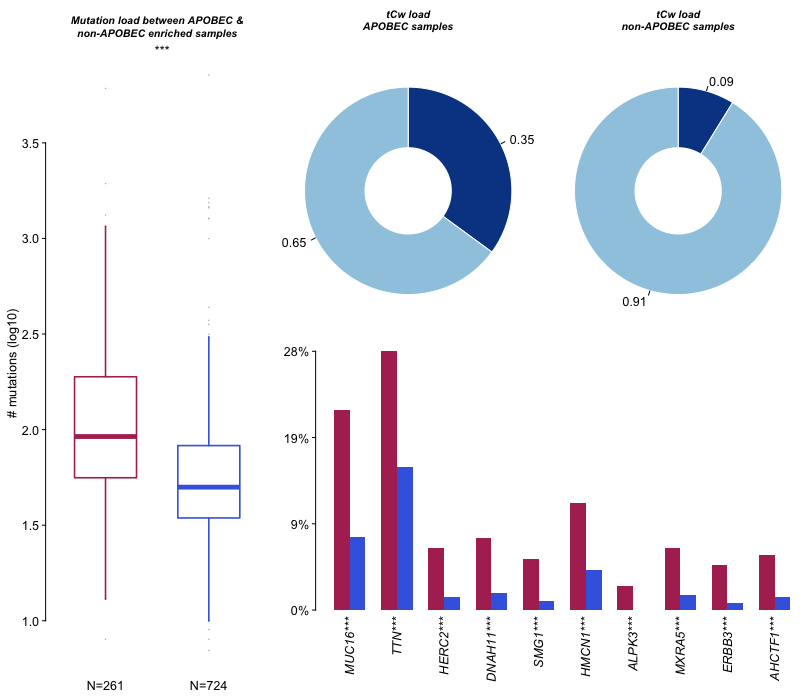 Mutation load between APOBEC &
non-APOBEC enriched samples
***
# mutations (log10)
3.5
3.0
2.5
2.0
1.5
1.0
N=261
N=724
tCw load
APOBEC samples
0.35
0.65
tCw load
non-APOBEC samples
0.09
0.91
28%
19%
9%
0%
MUC16***
TTN***
HERC2***
DNAH11***
SMG1***
HMCN1***
ALPK3***
MXRA5***
ERBB3***
AHCTF1***